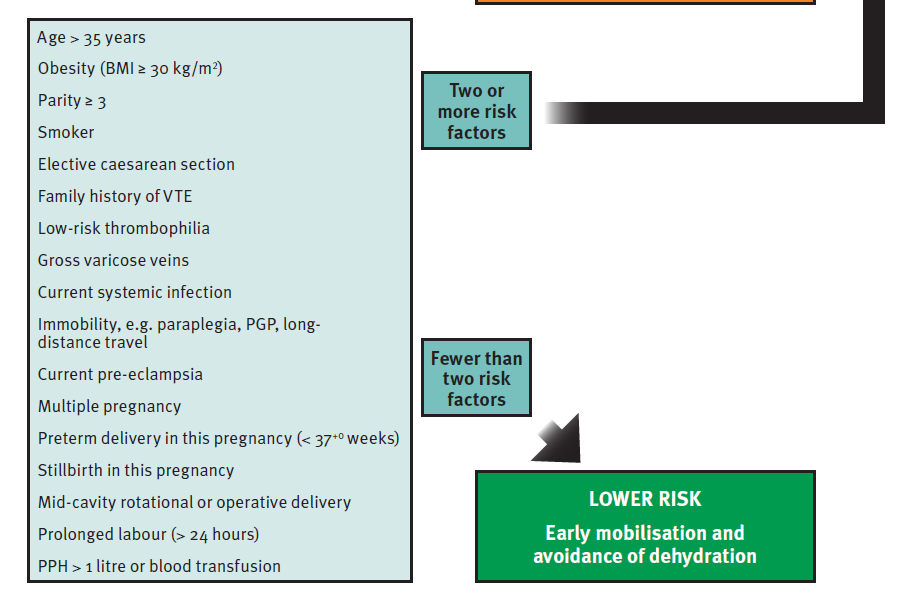 Age > 35 years
Obesity (BMI ≥ 30 kg/m²)
Parity ≥ 3
Smoker
Elective caesarean section
Family history of VTE
Low-risk thrombophilia
Gross varicose veins
Current systemic infection
Immobility, e.g. paraplegia, PGP, long-
distance travel
Current pre-eclampsia
Multiple pregnancy
Preterm delivery in this pregnancy (< 37⁺⁰ weeks)
Stillbirth in this pregnancy
Mid-cavity rotational or operative delivery
Prolonged labour (> 24 hours)
PPH > 1 litre or blood transfusion
Two or
more risk
factors
Fewer than
two risk
factors
LOWER RISK
Early mobilisation and
avoidance of dehydration